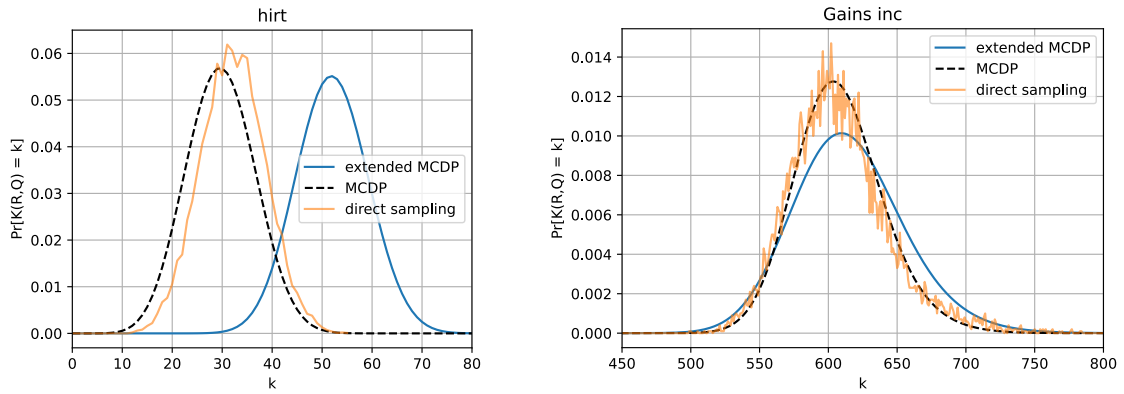 hirt
0.06
0.05
0.04
0.03
0.02
0.01
0.00
Pr[K(R,Q) = k]
extended MCDP
MCDP
direct sampling
0 10 20 30 40 50 60 70 80
k
Gains inc
0.014
0.012
0.010
0.008
0.006
0.004
0.002
0.000
Pr[K(R,Q) = k]
extended MCDP
MCDP
direct sampling
450 500 550 600 650 700 750 800
k